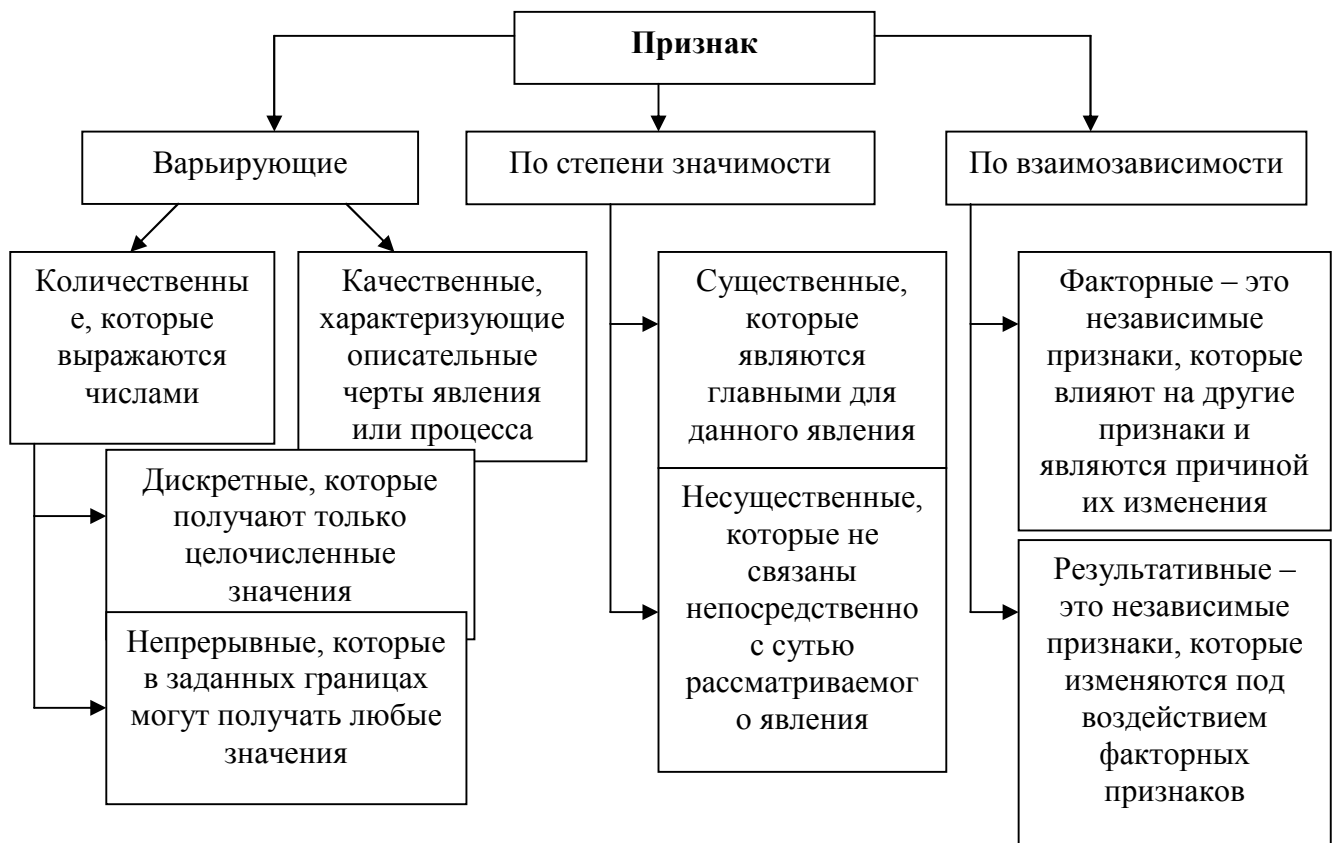 Признак
Варьирующие
По степени значимости
По взаимозависимости
Количественны
е, которые
выражаются
числами
Качественные,
характеризующие
описательные
черты явления
или процесса
Дискретные, которые
получают только
целочисленные
значения
Непрерывные, которые
в заданных границах
могут получать любые
значения
Существенные,
которые
являются
главными для
данного явления
Несущественные,
которые не
связаны
непосредственно
с сутью
рассматриваемог
о явления
Факторные – это
независимые
признаки, которые
влияют на другие
признаки и
являются причиной
их изменения
Результативные –
это независимые
признаки, которые
изменяются под
воздействием
факторных
признаков